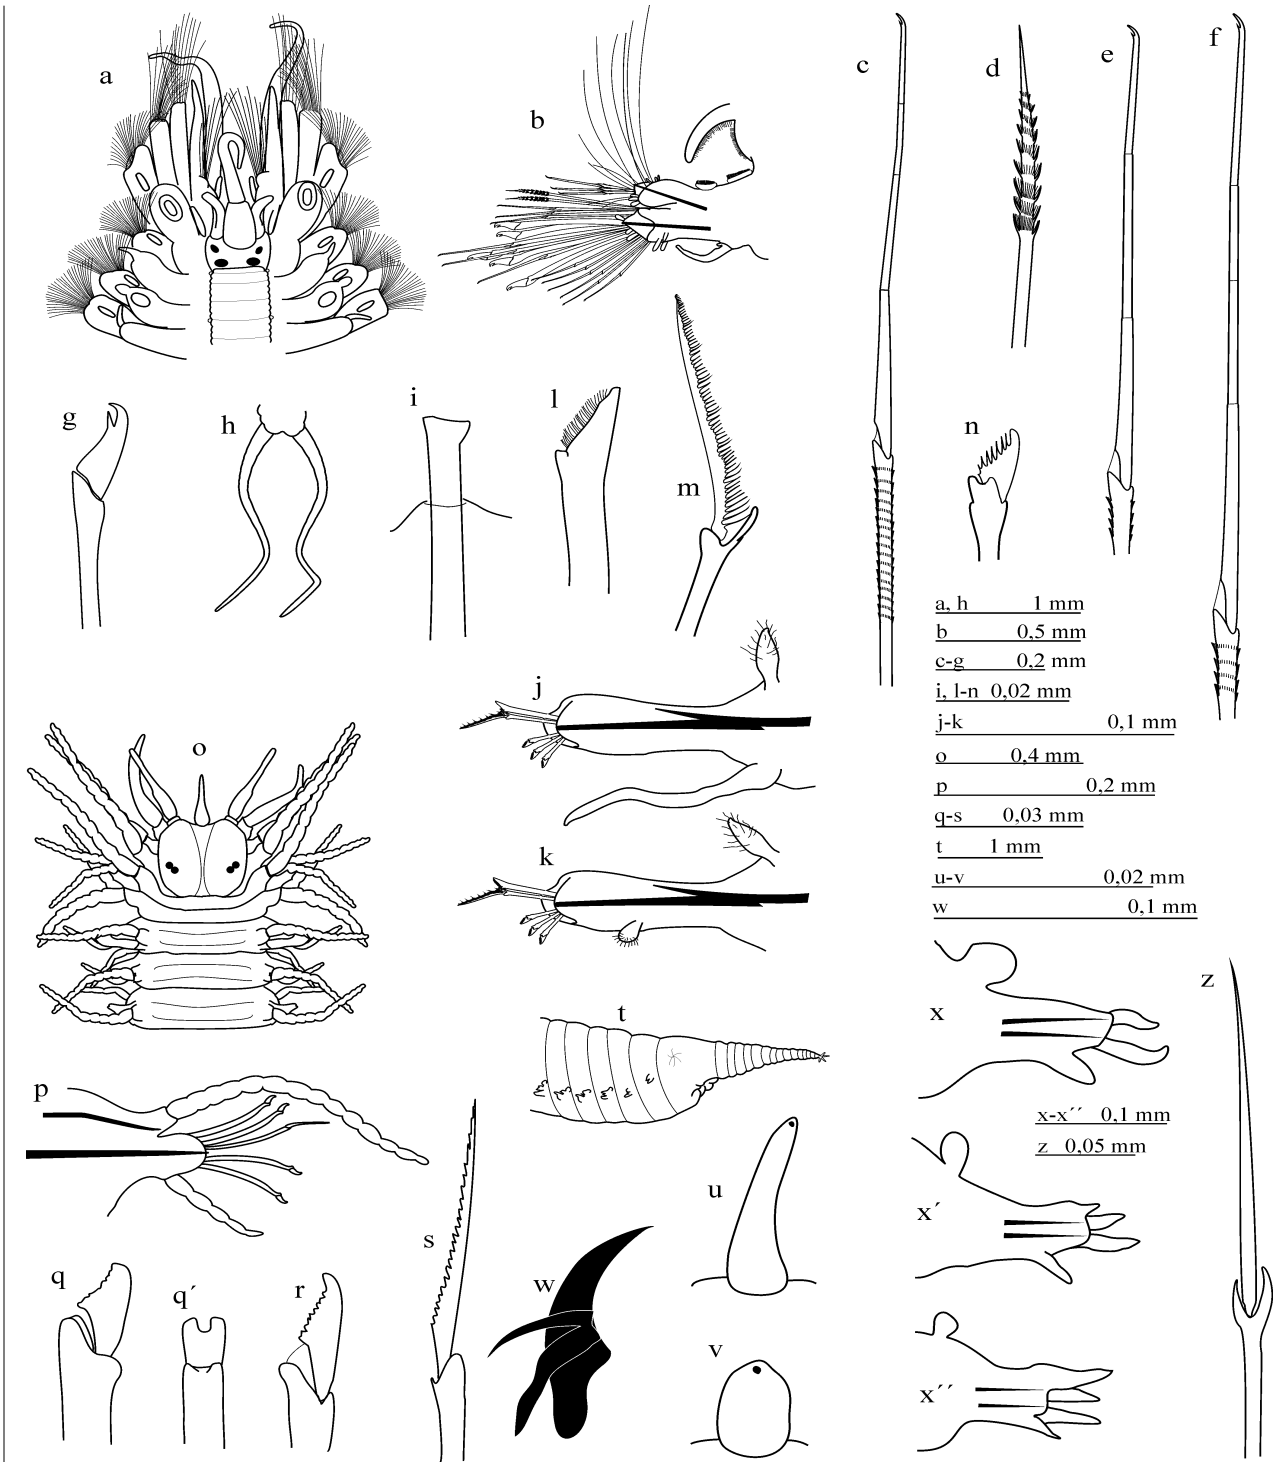 a
b
c
d
e
f
g
h
i
l
m
n
a, h 1 mm
b 0,5 mm
c-g 0,2 mm
i, l-n 0,02 mm
j-k 0,1 mm
o 0,4 mm
p 0,2 mm
q-s 0,03 mm
t 1 mm
u-v 0,02 mm
w 0,1 mm
j
k
o
t
p
x
z
x-x´´ 0,1 mm
z 0,05 mm
u
x´
s
q
q´
r
w
v
x´´